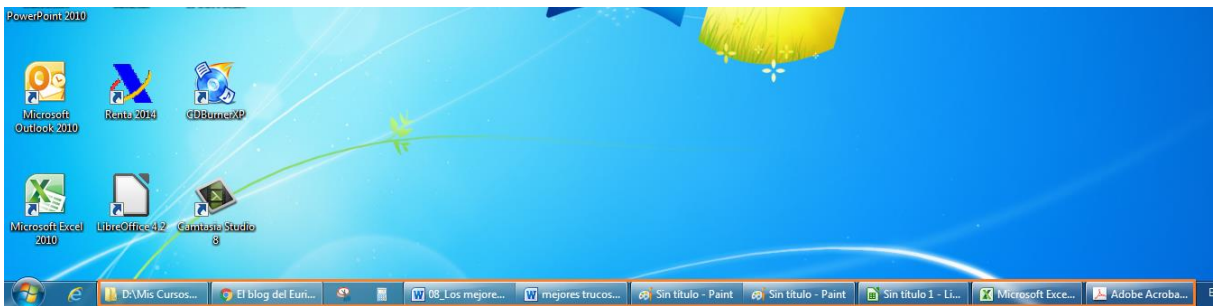 PowerPoint 2010
Microsoft
Outlook 2010
Renta 2014
CDBurnerXP
Microsoft Excel
2010
LibreOffice 4.2
Camtasia Studio
8
D:\Mis Cursos...
El blog del Euri...
08_Los mejore...
mejores trucos...
Sin título - Paint
Sin título - Paint
Sin título 1 - Li...
Microsoft Exce...
Adobe Acroba...